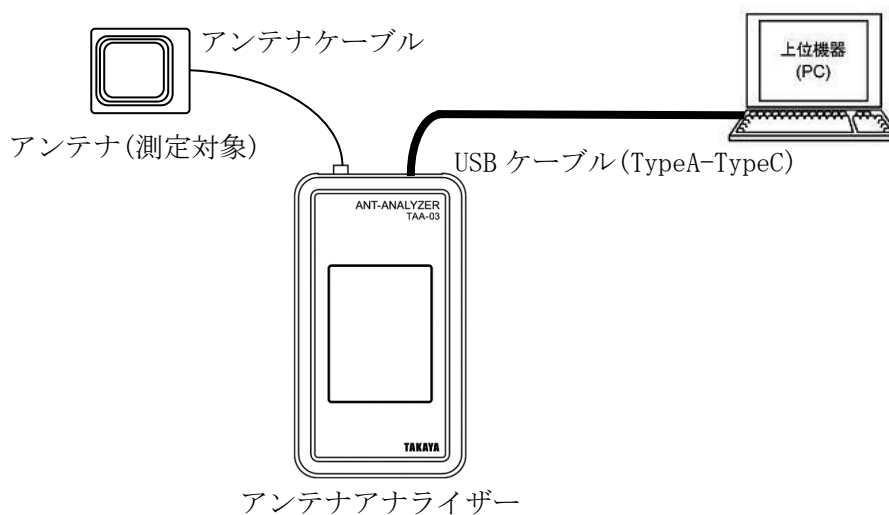 アンテナケーブル
上位機器
(PC)
アンテナ(測定対象)
USB ケーブル(TypeA-TypeC)
ANT-ANALYZER
TAA-03
TAKAYA
アンテナアナライザー